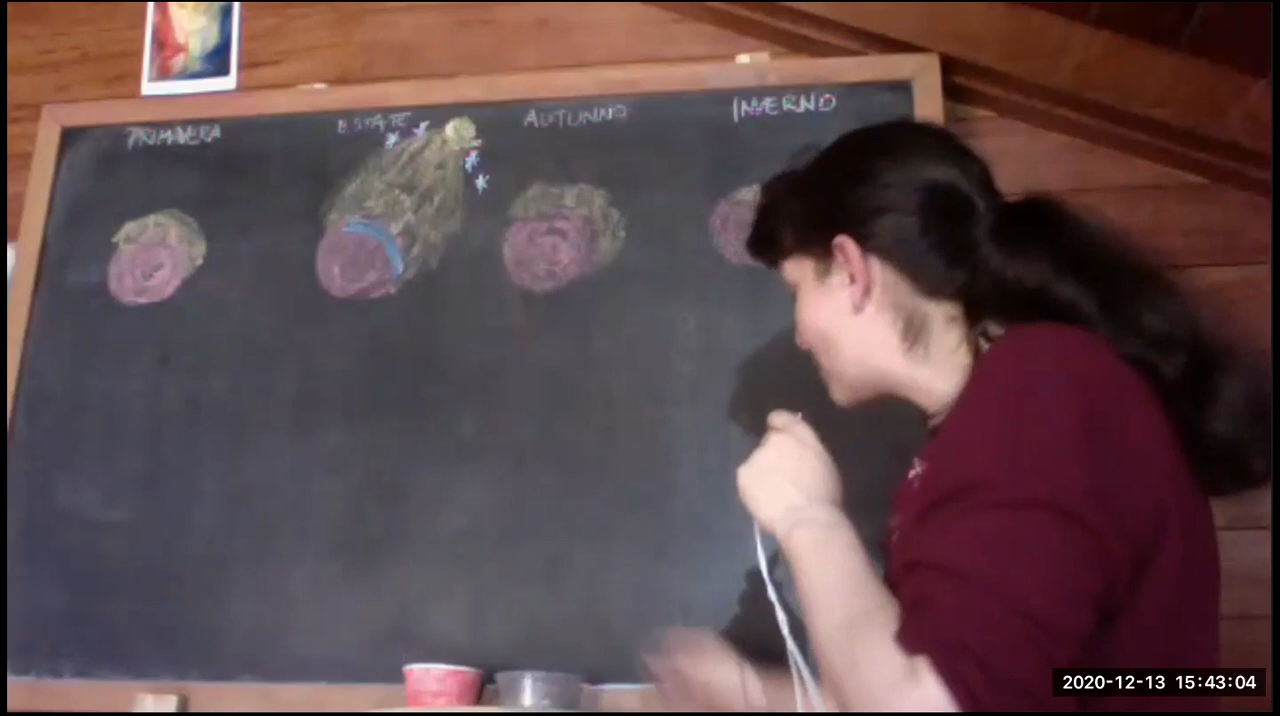 PRIMAVERA
ESTATE
AUTUNNO
INVERNO
2020-12-13 15:43:04